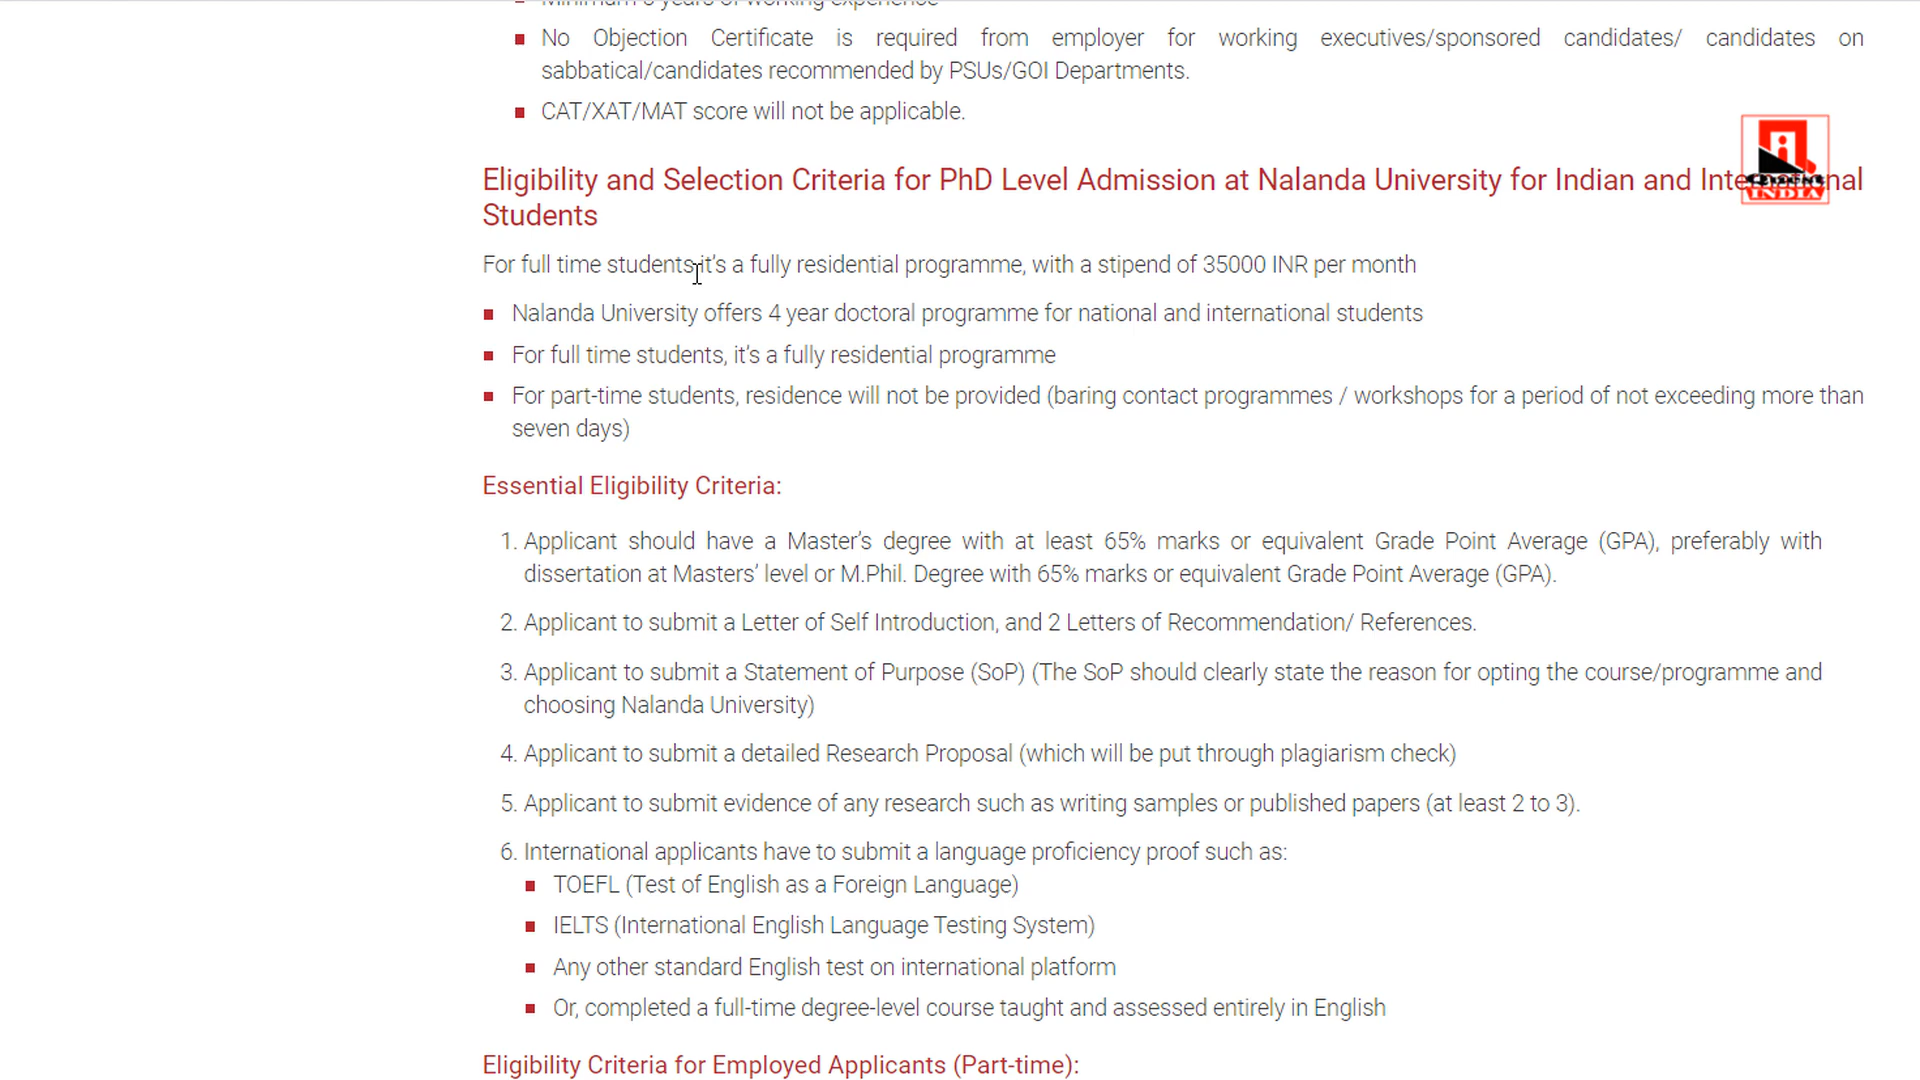 Minimum 3 years of working experience
No Objection Certificate is required from employer for working executives/sponsored candidates/ candidates on
sabbatical/candidates recommended by PSUs/GOI Departments.
CAT/XAT/MAT score will not be applicable.
Eligibility and Selection Criteria for PhD Level Admission at Nalanda University for Indian and International
Students
INDIA
For full time students it's a fully residential programme, with a stipend of 35000 INR per month
Nalanda University offers 4 year doctoral programme for national and international students
For full time students, it's a fully residential programme
For part-time students, residence will not be provided (baring contact programmes / workshops for a period of not exceeding more than
seven days)
Essential Eligibility Criteria:
1. Applicant should have a Master's degree with at least 65% marks or equivalent Grade Point Average (GPA), preferably with
dissertation at Masters' level or M.Phil. Degree with 65% marks or equivalent Grade Point Average (GPA).
2. Applicant to submit a Letter of Self Introduction, and 2 Letters of Recommendation/ References.
3. Applicant to submit a Statement of Purpose (SoP) (The SoP should clearly state the reason for opting the course/programme and
choosing Nalanda University)
4. Applicant to submit a detailed Research Proposal (which will be put through plagiarism check)
5. Applicant to submit evidence of any research such as writing samples or published papers (at least 2 to 3).
6. International applicants have to submit a language proficiency proof such as:
TOEFL (Test of English as a Foreign Language)
IELTS (International English Language Testing System)
Any other standard English test on international platform
Or, completed a full-time degree-level course taught and assessed entirely in English
Eligibility Criteria for Employed Applicants (Part-time):